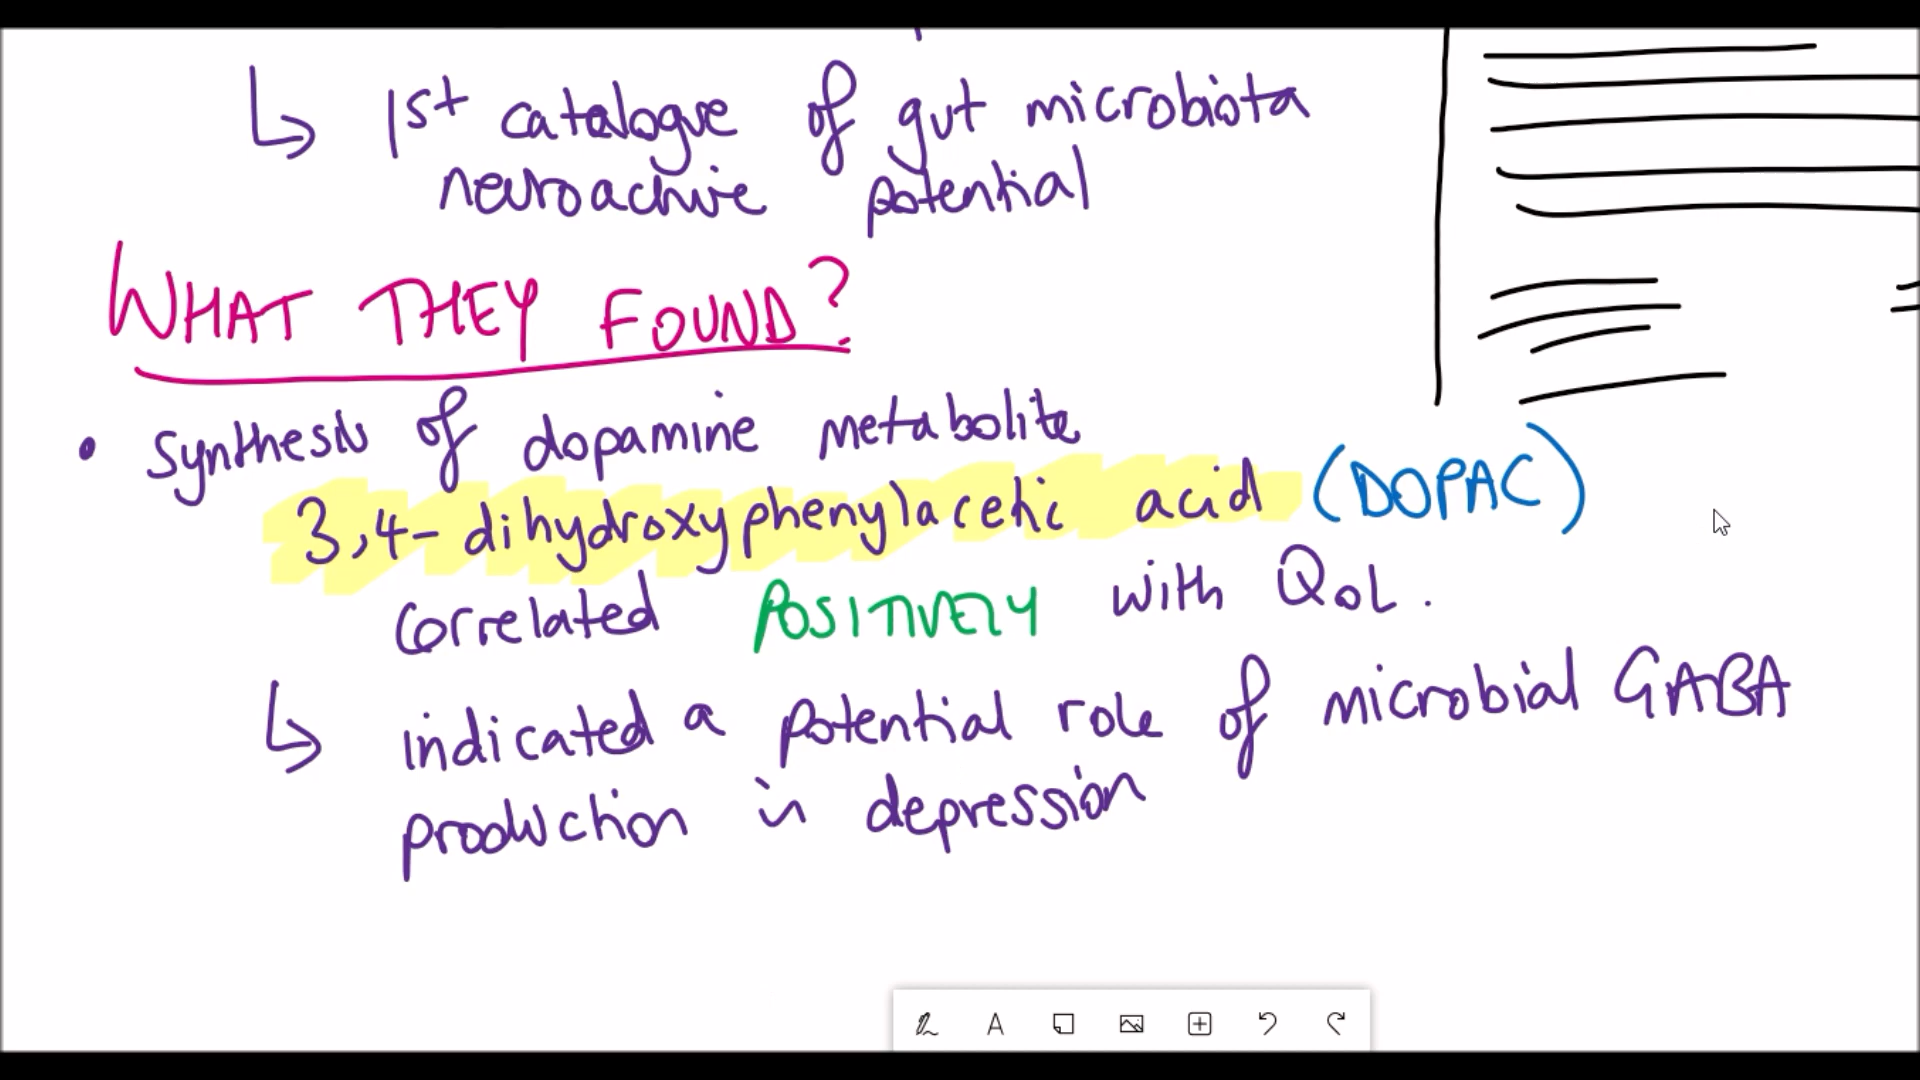 ↳ 1st catalogue of gut microbiota
neuroactive potential
WHAT THEY FOUND?
• Synthesis of dopamine metabolite
3,4-dihydroxyphenylacetic acid (DOPAC)
correlated POSITIVELY with QoL.
↳ indicated a potential role of microbial GABA
production in depression
A